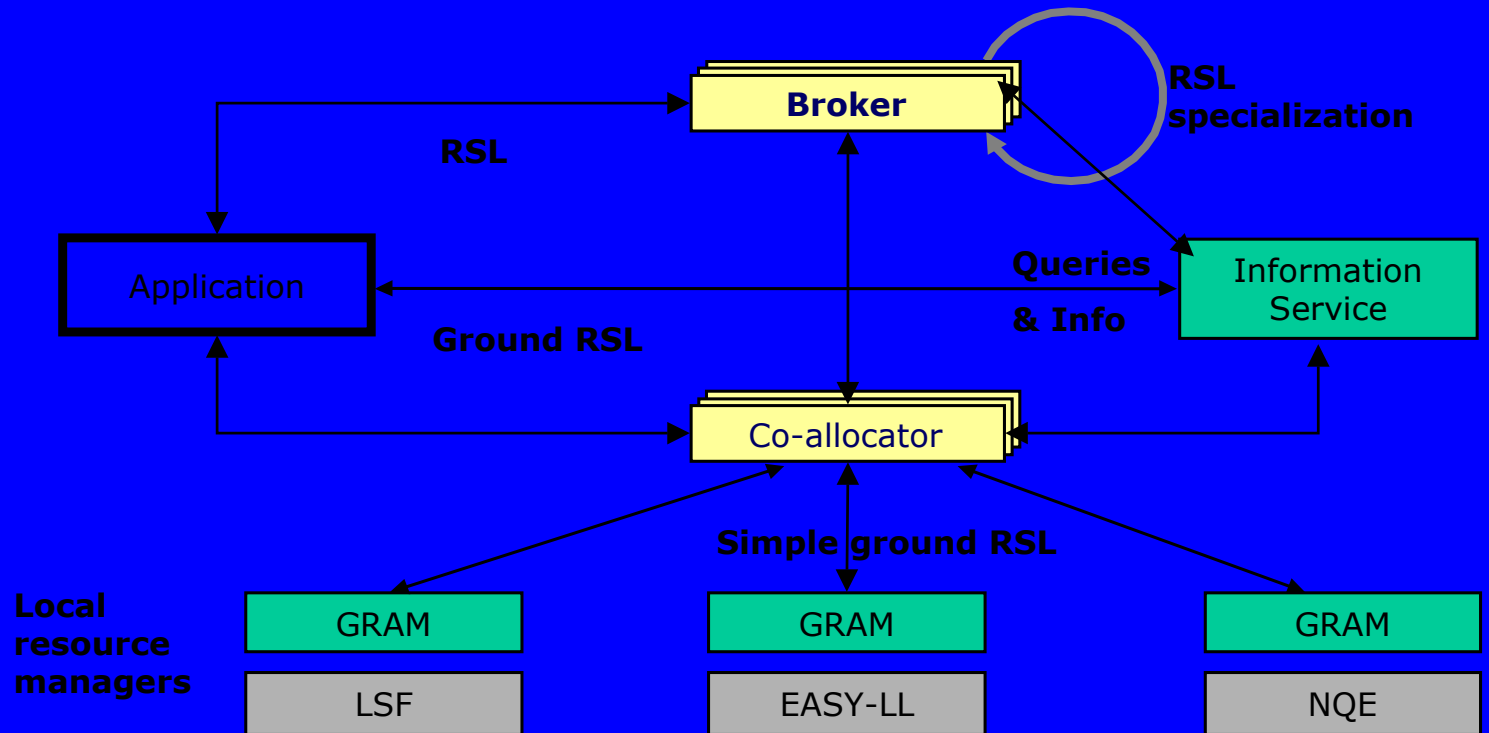 RSL
specialization
Broker
RSL
Application
Queries
& Info
Information
Service
Ground RSL
Co-allocator
Simple ground RSL
Local
resource
managers
GRAM
GRAM
GRAM
LSF
EASY-LL
NQE